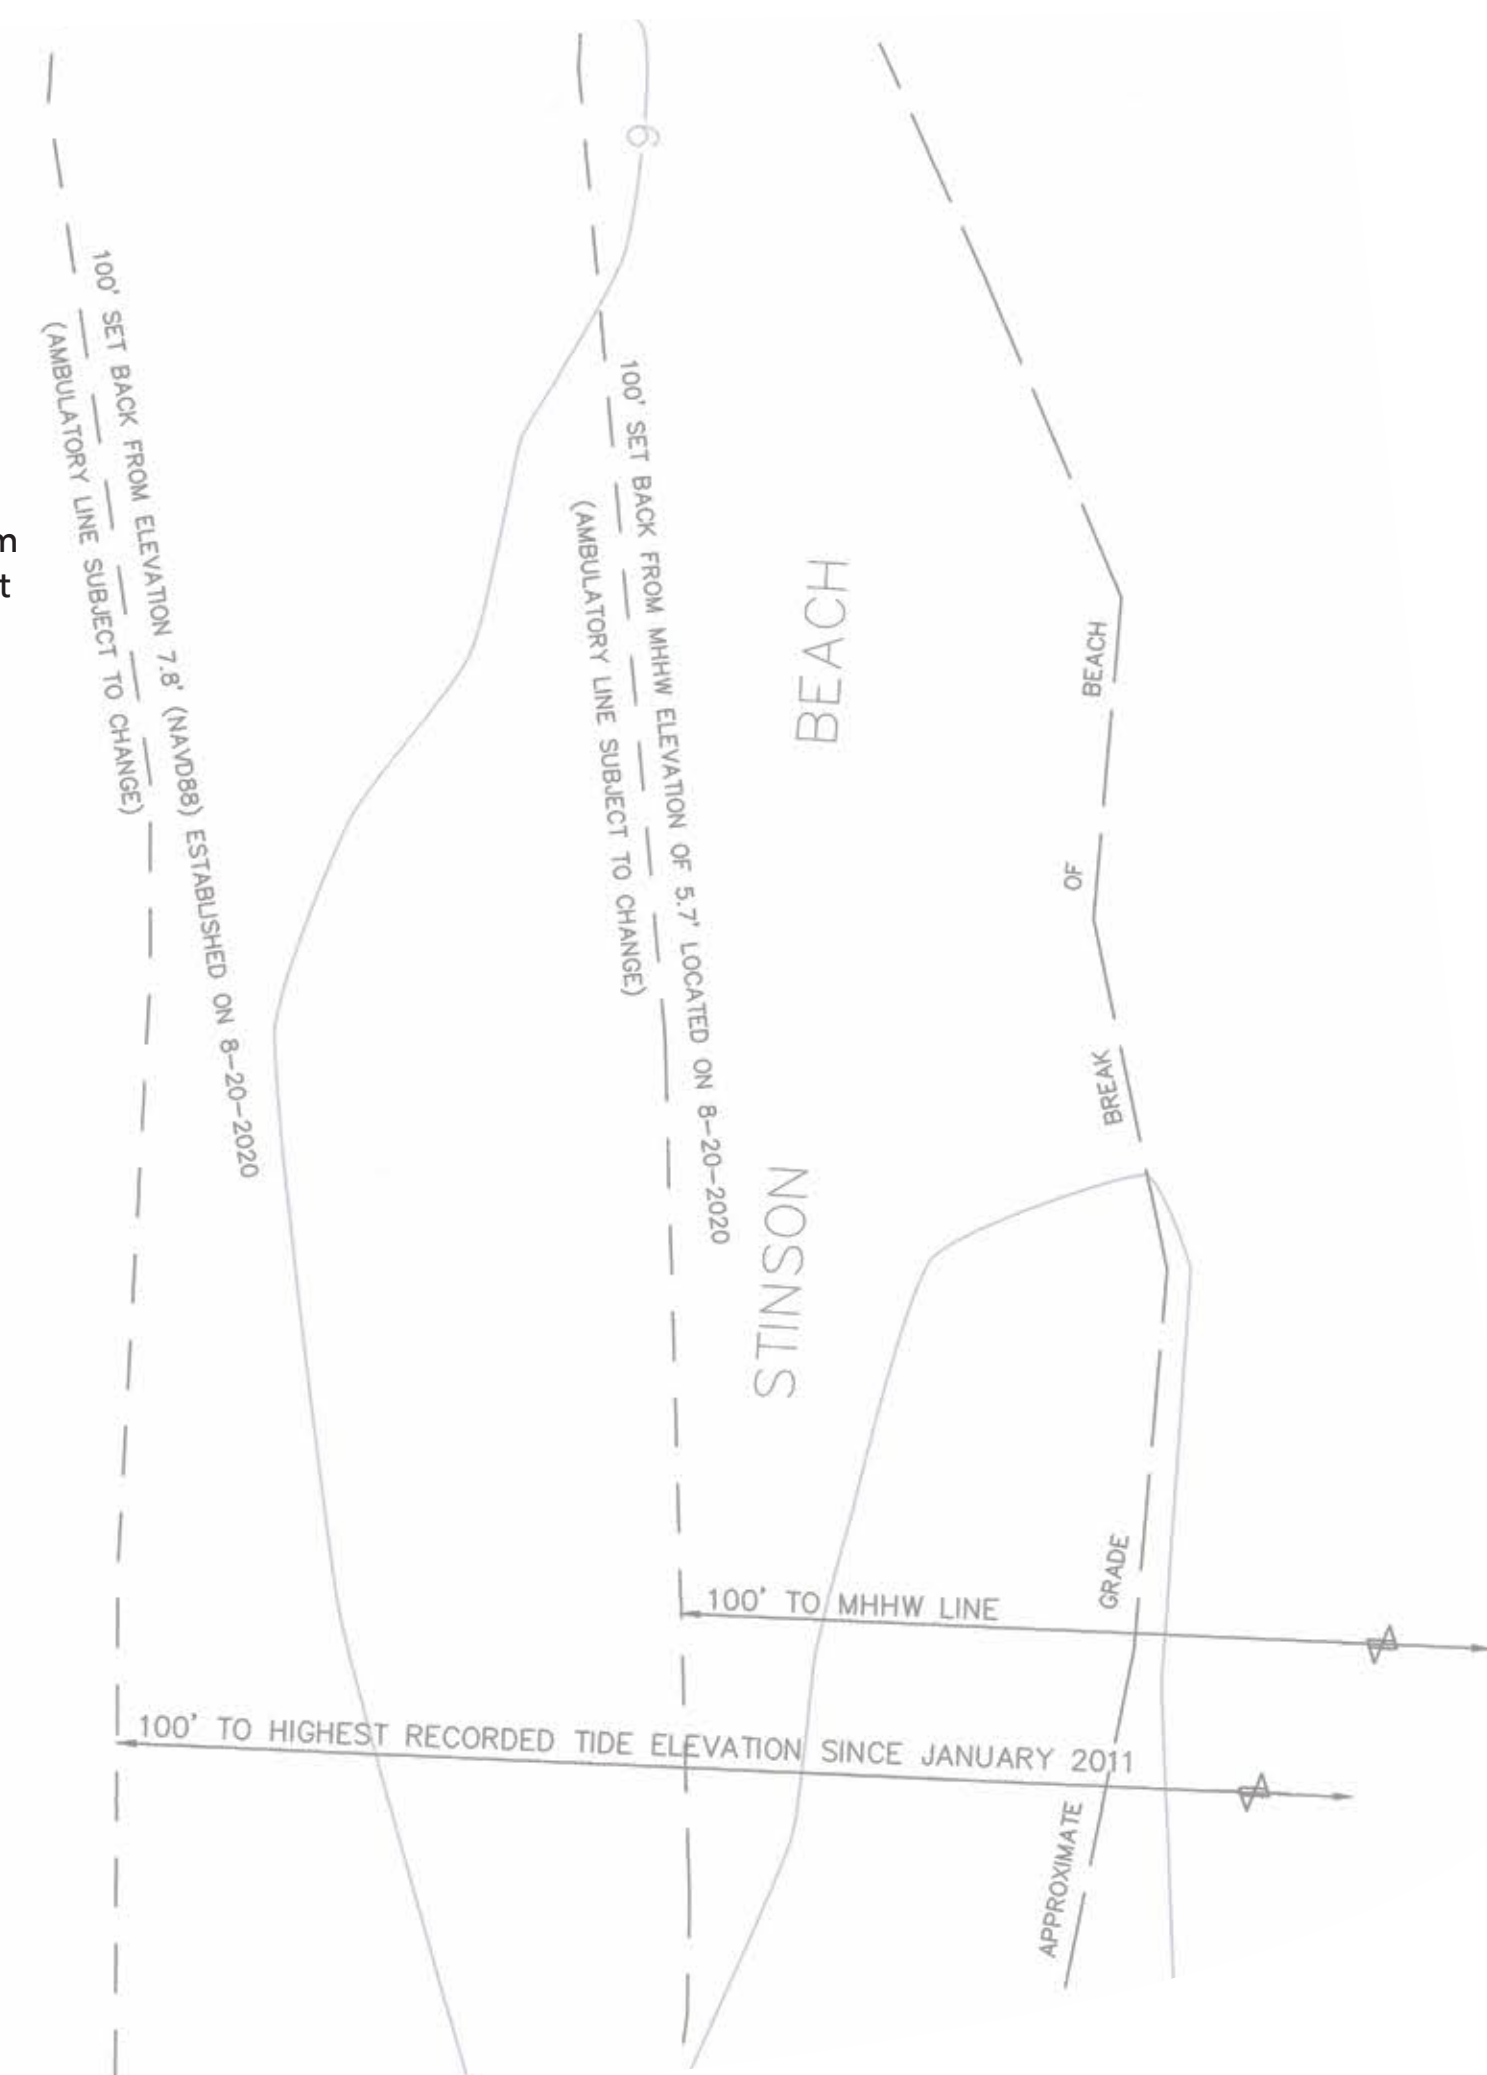 m
t
9
100' SET BACK FROM ELEVATION 7.8' (NAVD88) ESTABLISHED ON 8-20-2020
(AMBULATORY LINE SUBJECT TO CHANGE)
100' SET BACK FROM MHHW ELEVATION OF 5.7' LOCATED ON 8-20-2020
(AMBULATORY LINE SUBJECT TO CHANGE)
STINSON BEACH
APPROXIMATE GRADE BREAK OF BEACH
100' TO MHHW LINE
100' TO HIGHEST RECORDED TIDE ELEVATION SINCE JANUARY 2011